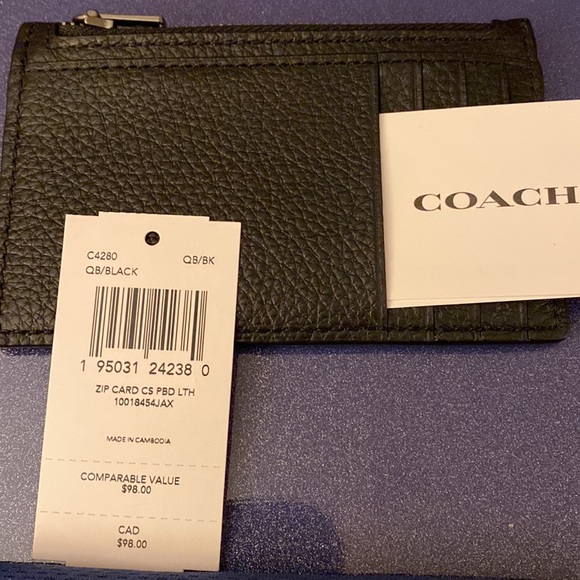 COACH
C4280 QB/BK
QB/BLACK
1 95031 24238 0
ZIP CARD CS PBD LTH
10018454JAX
MADE IN CAMBODIA
COMPARABLE VALUE
$98.00
CAD
$98.00